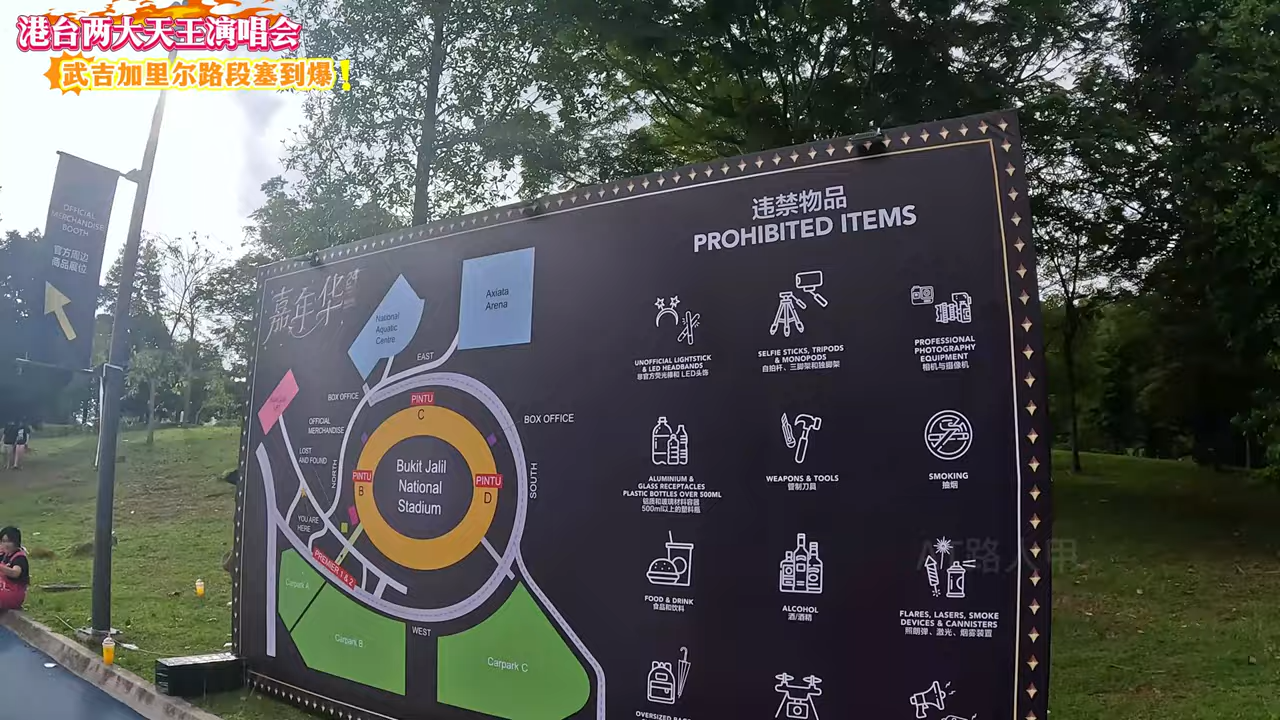 港台两大天王演唱会
武吉加里尔路段塞到爆！
OFFICIAL
MERCHANDISE
BOOTH
官方周边
商品展位
嘉年华
违禁物品
PROHIBITED ITEMS
National
Aquatic
Centre
Axiata
Arena
EAST
BOX OFFICE
PINTU
C
BOX OFFICE
OFFICIAL
MERCHANDISE
LOST
AND FOUND
NORTH
PINTU
B
Bukit Jalil
National
Stadium
PINTU
D
SOUTH
YOU ARE
HERE
PREMIER 1 & 2
Carpark A
Carpark B
WEST
Carpark C
UNOFFICIAL LIGHTSTICK
& LED HEADBANDS
非官方荧光棒和 LED头饰
SELFIE STICKS, TRIPODS
& MONOPODS
自拍杆、三脚架和独脚架
PROFESSIONAL
PHOTOGRAPHY
EQUIPMENT
相机与摄像机
ALUMINIUM &
GLASS RECEPTACLES
PLASTIC BOTTLES OVER 500ML
铝质和玻璃材料容器
500ml以上的塑料瓶
WEAPONS & TOOLS
管制刀具
SMOKING
抽烟
FOOD & DRINK
食品和饮料
ALCOHOL
酒/酒精
FLARES, LASERS, SMOKE
DEVICES & CANNISTERS
照明弹、激光、烟雾装置
OVERSIZED BAGS